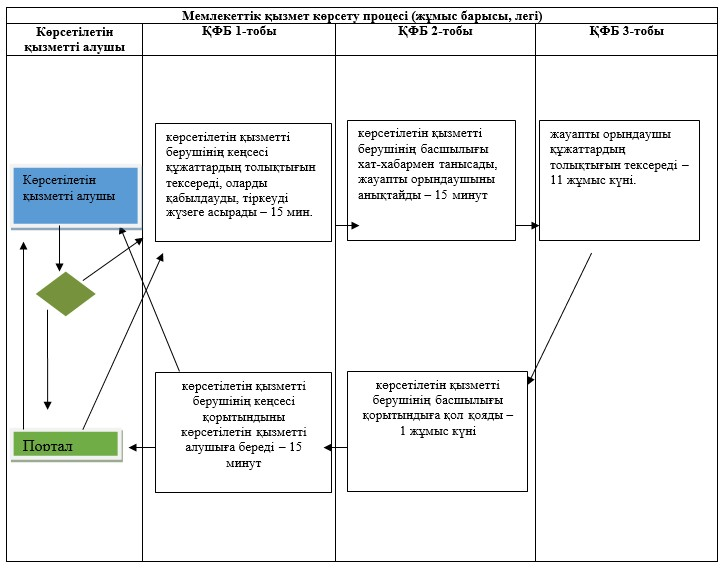 Мемлекеттік қызмет көрсету процесі (жұмыс барысы, легі)
Көрсетілетін
қызметті алушы
ҚФБ 1-тобы
ҚФБ 2-тобы
ҚФБ 3-тобы
Көрсетілетін
қызметті алушы
көрсетілетін қызметті
берушінің кеңсесі
құжаттардың толықтығын
тексереді, оларды
қабылдауды, тіркеуді
жүзеге асырады – 15 мин.
көрсетілетін қызметті
берушінің басшылығы
хат-хабармен танысады,
жауапты орындаушыны
анықтайды – 15 минут
жауапты орындаушы
құжаттардың
толықтығын тексереді –
11 жұмыс күні.
Портал
көрсетілетін қызметті
берушінің кеңсесі
қорытындыны
көрсетілетін қызметті
алушыға береді – 15
минут
көрсетілетін қызметті
берушінің басшылығы
қорытындыға қол қояды –
1 жұмыс күні